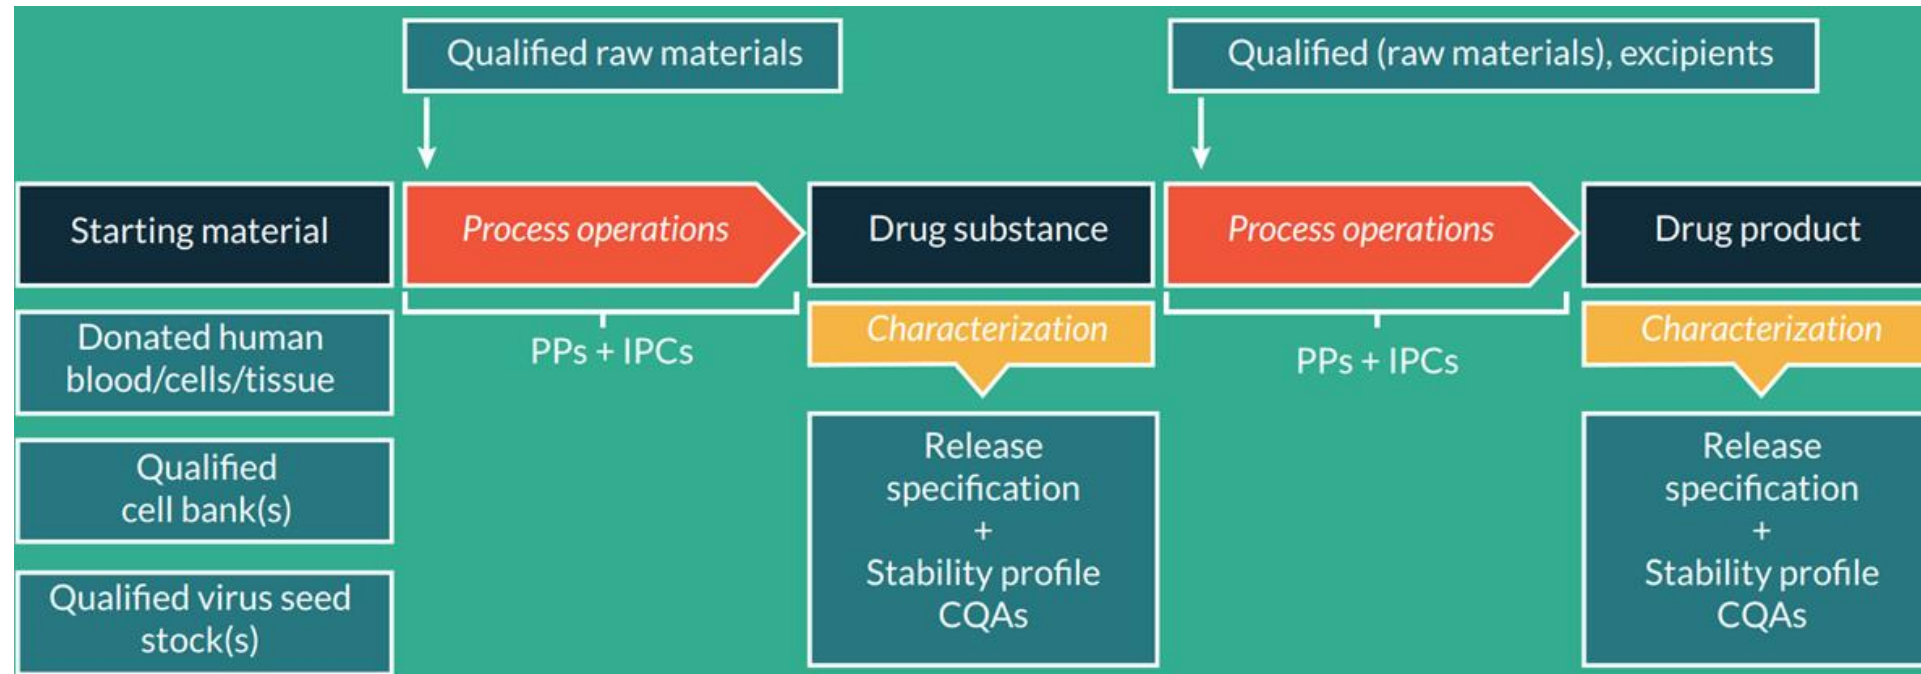 Qualified raw materials
Qualified (raw materials), excipients
Starting material
Process operations
Drug substance
Process operations
Drug product
Donated human
blood/cells/tissue
Qualified
cell bank(s)
Qualified virus seed
stock(s)
PPs + IPCs
Characterization
Release
specification
+
Stability profile
CQAs
PPs + IPCs
Characterization
Release
specification
+
Stability profile
CQAs